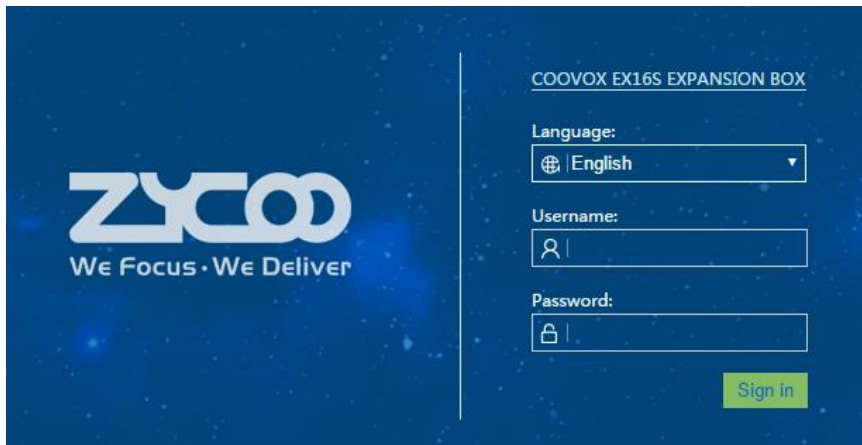 ZYCOO
We Focus · We Deliver
COOVOX EX16S EXPANSION BOX
Language:
English
Username:
Password:
Sign in